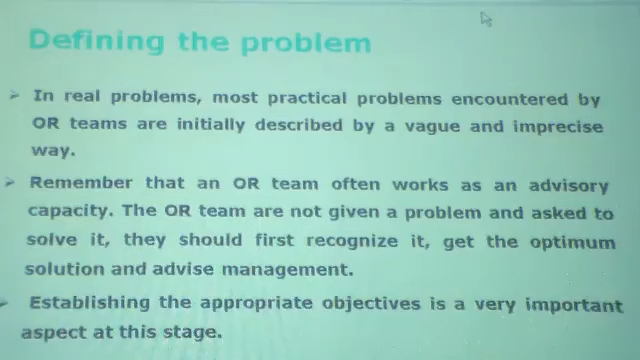 Defining the problem
➢ In real problems, most practical problems encountered by
OR teams are initially described by a vague and imprecise
way.
➢ Remember that an OR team often works as an advisory
capacity. The OR team are not given a problem and asked to
solve it, they should first recognize it, get the optimum
solution and advise management.
➢ Establishing the appropriate objectives is a very important
aspect at this stage.